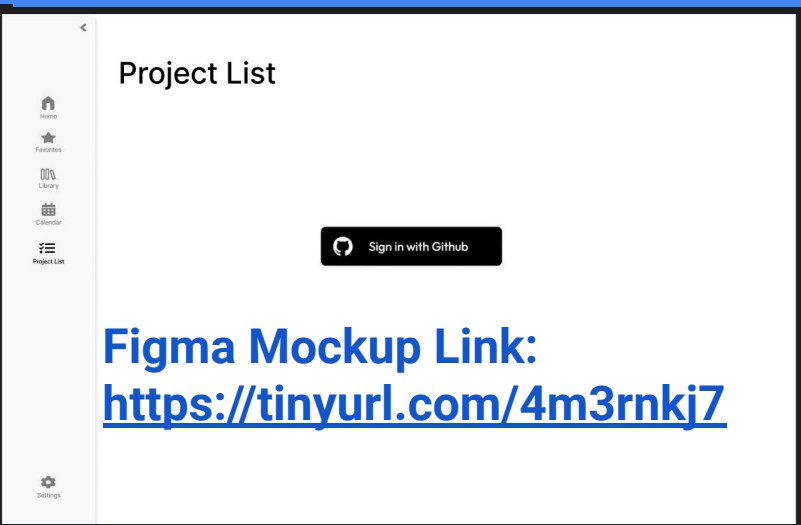 Project List
Home
Favorites
Library
Calendar
Project List
Sign in with Github
Figma Mockup Link:
https://tinyurl.com/4m3rnkj7
Settings